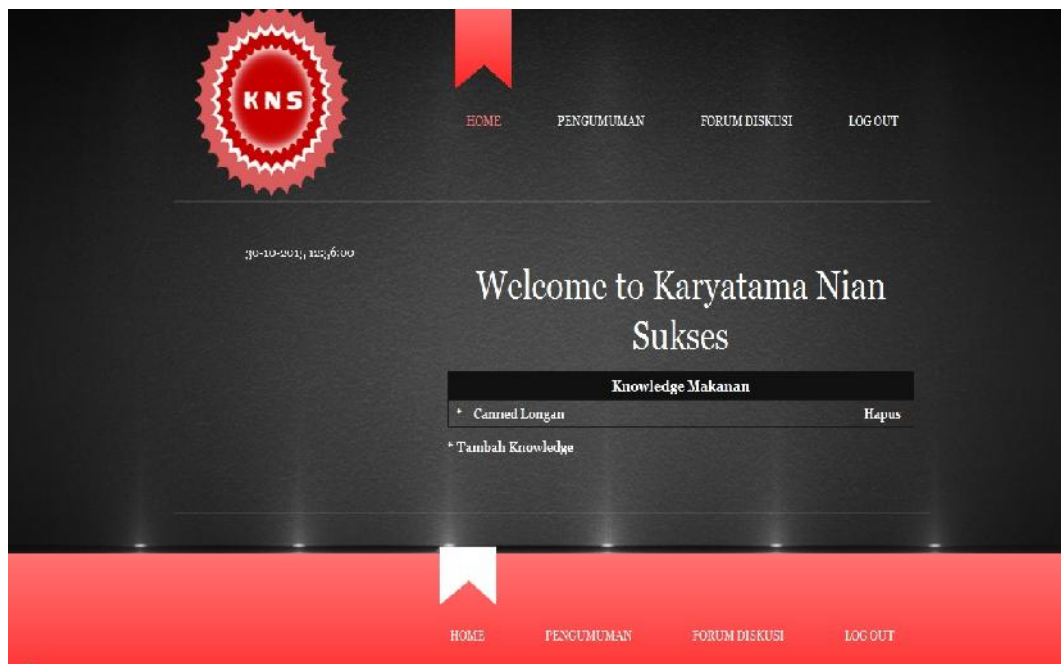 KNS
HOME PENGUMUMAN FORUM DISKUSI LOG OUT
Welcome to Karyatama Nian
Sukses
Knowledge Makanan
* Canned Longan Hapus
* Tambah Knowledge
HOME PENGUMUMAN FORUM DISKUSI LOG OUT